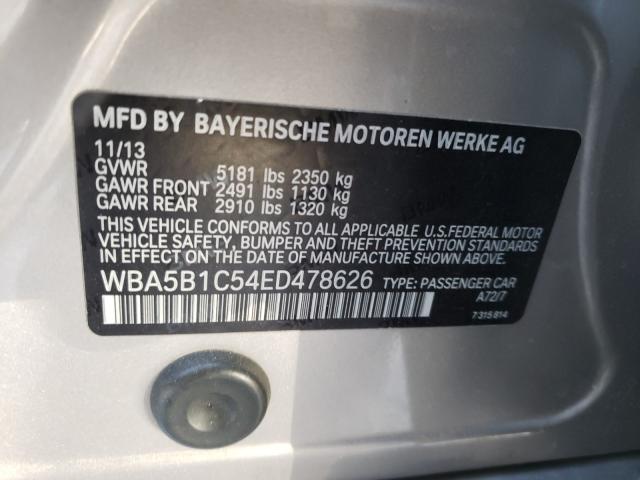 MFD BY BAYERISCHE MOTOREN WERKE AG
11/13
GVWR 5181 lbs 2350 kg
GAWR FRONT 2491 lbs 1130 kg
GAWR REAR 2910 lbs 1320 kg
THIS VEHICLE CONFORMS TO ALL APPLICABLE U.S.FEDERAL MOTOR
VEHICLE SAFETY, BUMPER AND THEFT PREVENTION STANDARDS
IN EFFECT ON THE DATE OF MANUFACTURE SHOWN ABOVE.
WBA5B1C54ED478626 TYPE: PASSENGER CAR
A72/7
7315814